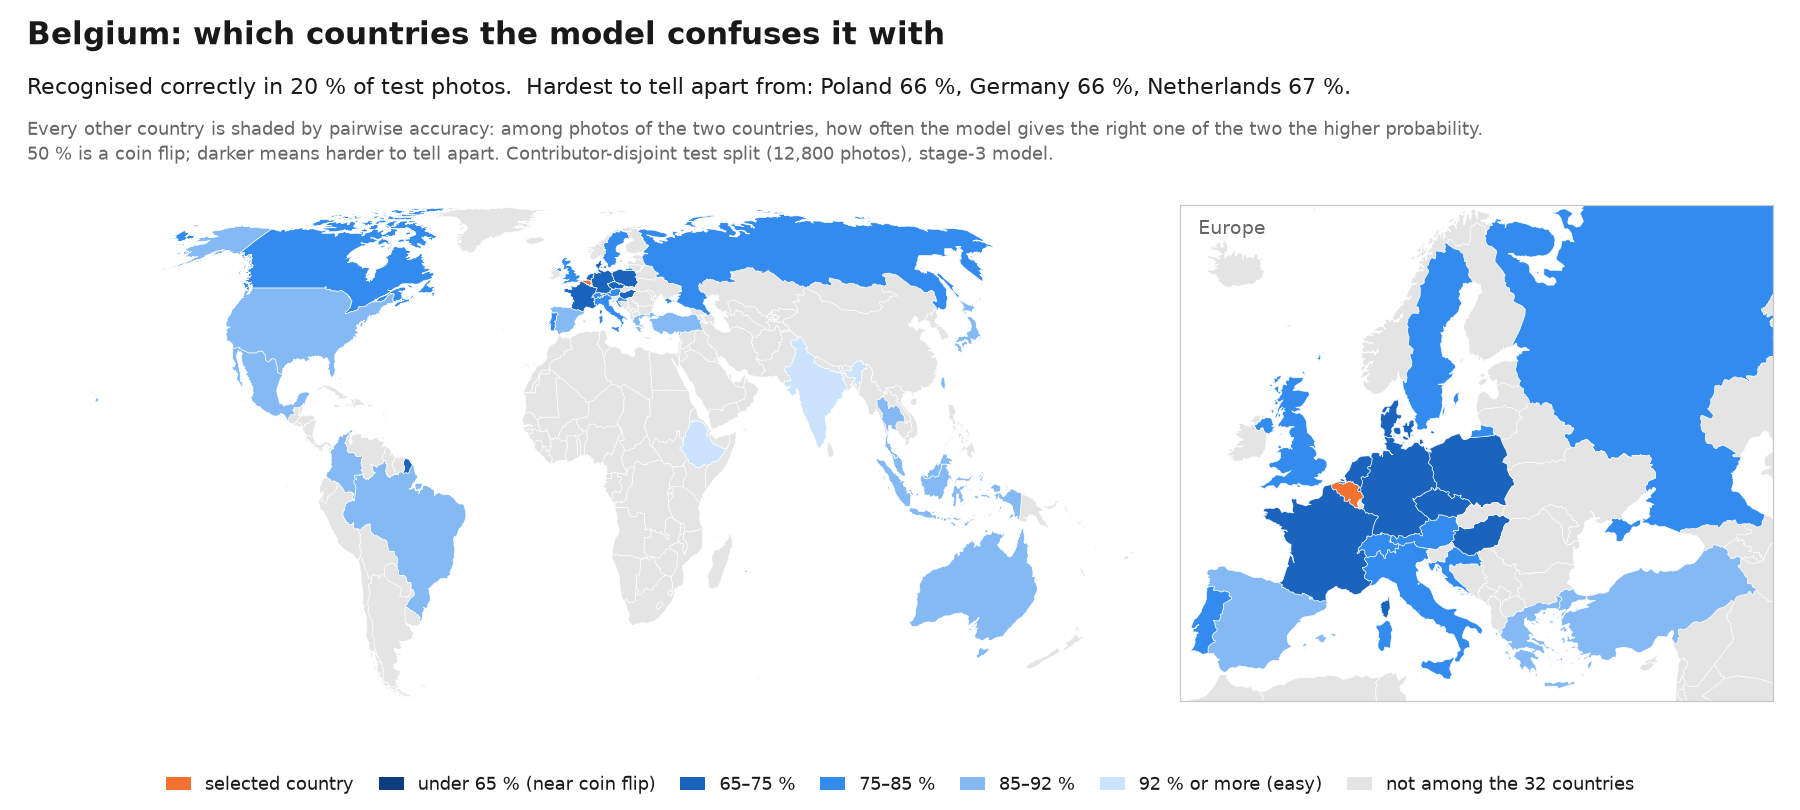 Belgium: which countries the model confuses it with
Recognised correctly in 20 % of test photos.  Hardest to tell apart from: Poland 66 %, Germany 66 %, Netherlands 67 %.
Every other country is shaded by pairwise accuracy: among photos of the two countries, how often the model gives the right one of the two the higher probability.
50 % is a coin flip; darker means harder to tell apart. Contributor-disjoint test split (12,800 photos), stage-3 model.
Europe
selected country
under 65 % (near coin flip)
65–75 %
75–85 %
85–92 %
92 % or more (easy)
not among the 32 countries